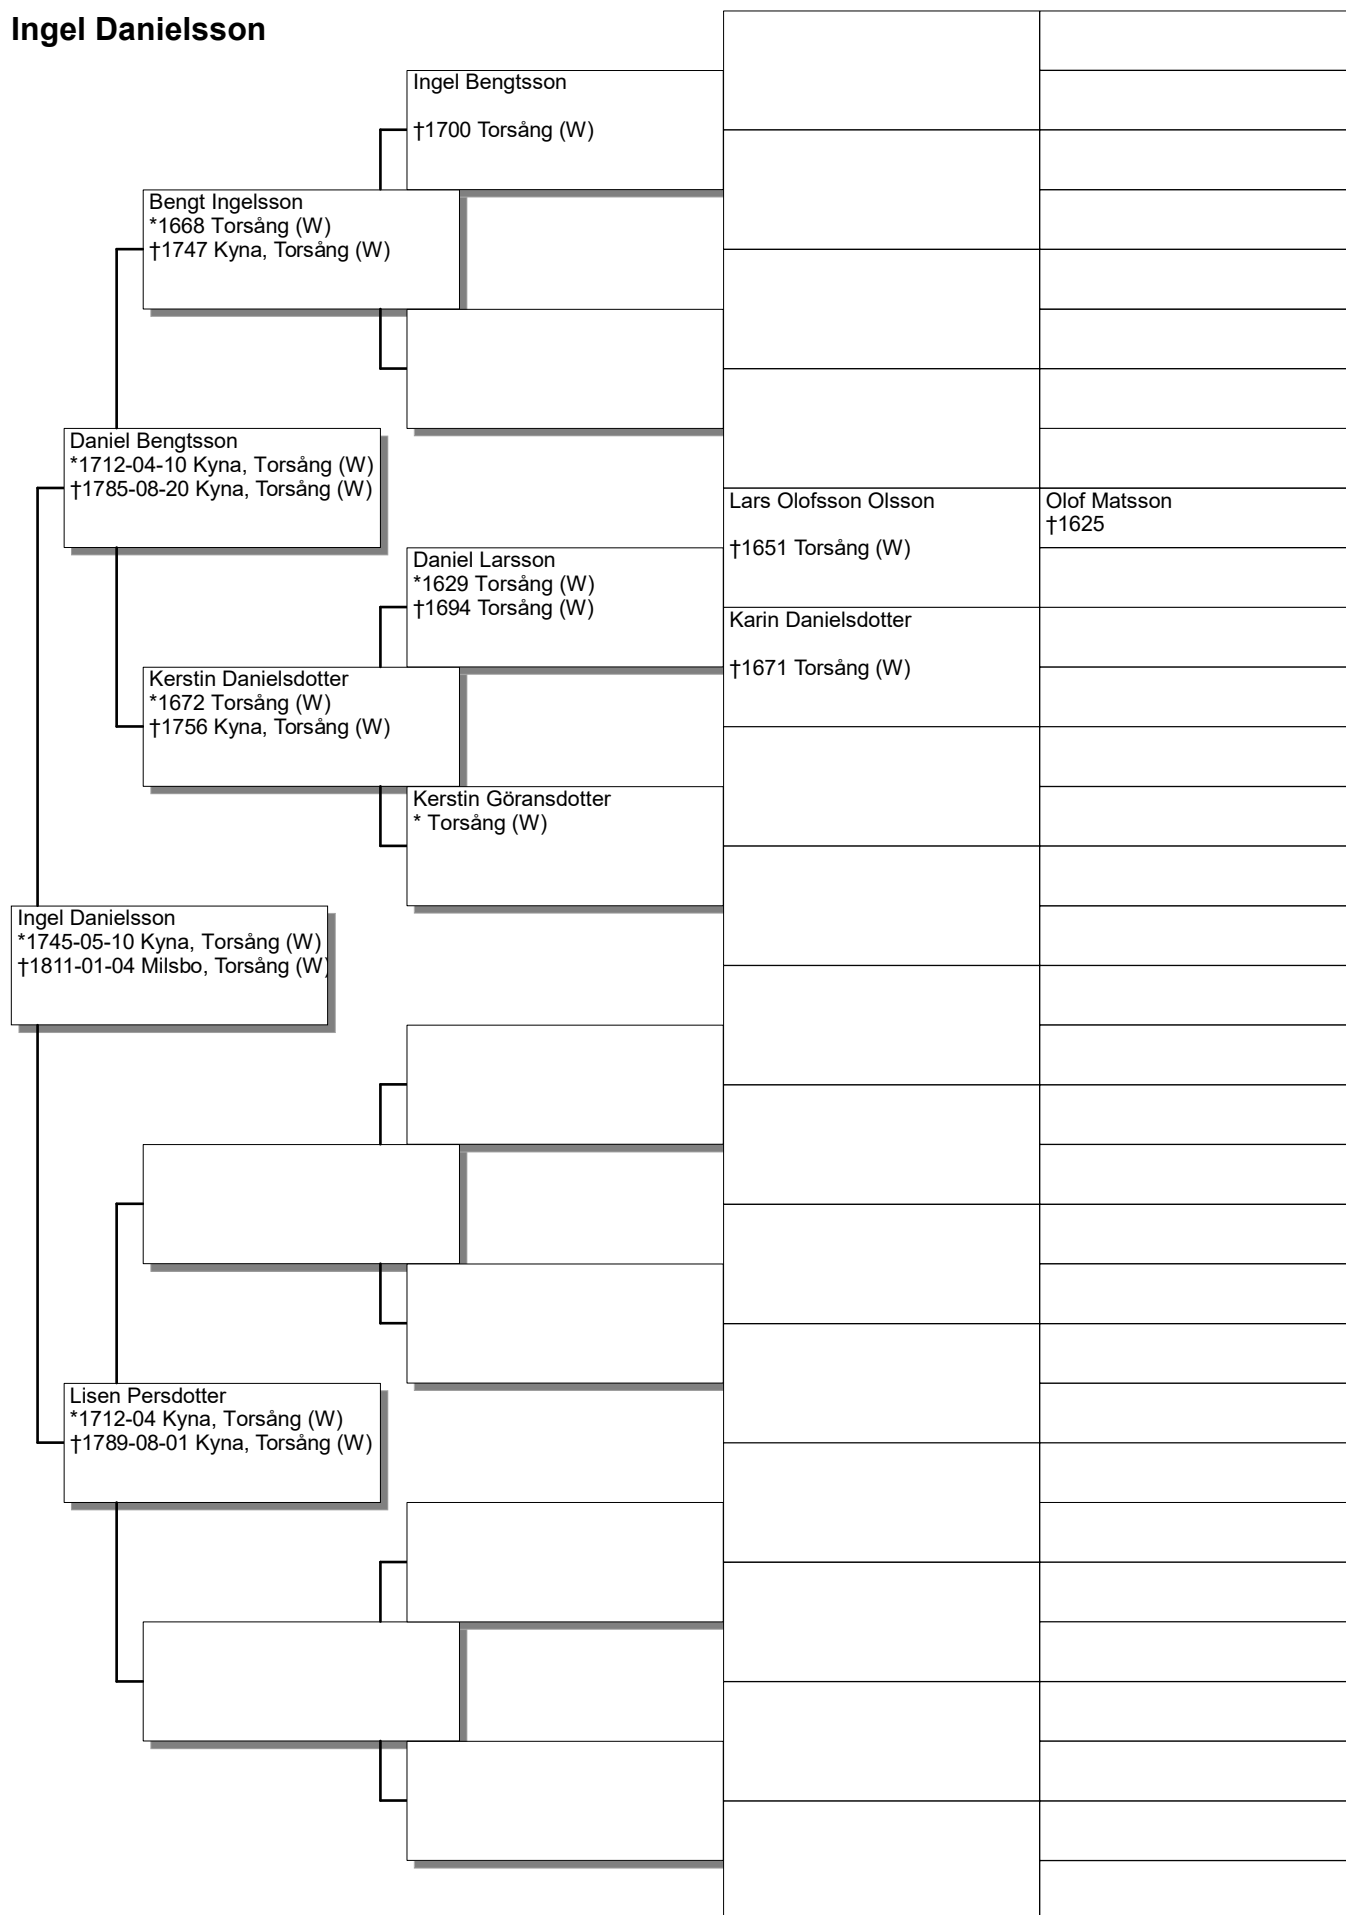 Ingel Danielsson
Ingel Bengtsson
†1700 Torsång (W)
Bengt Ingelsson
*1668 Torsång (W)
†1747 Kyna, Torsång (W)
Daniel Bengtsson
*1712-04-10 Kyna, Torsång (W)
†1785-08-20 Kyna, Torsång (W)
Lars Olofsson Olsson
†1651 Torsång (W)
Olof Matsson
†1625
Daniel Larsson
*1629 Torsång (W)
†1694 Torsång (W)
Karin Danielsdotter
†1671 Torsång (W)
Kerstin Danielsdotter
*1672 Torsång (W)
†1756 Kyna, Torsång (W)
Kerstin Göransdotter
* Torsång (W)
Ingel Danielsson
*1745-05-10 Kyna, Torsång (W)
†1811-01-04 Milsbo, Torsång (W)
Lisen Persdotter
*1712-04 Kyna, Torsång (W)
†1789-08-01 Kyna, Torsång (W)